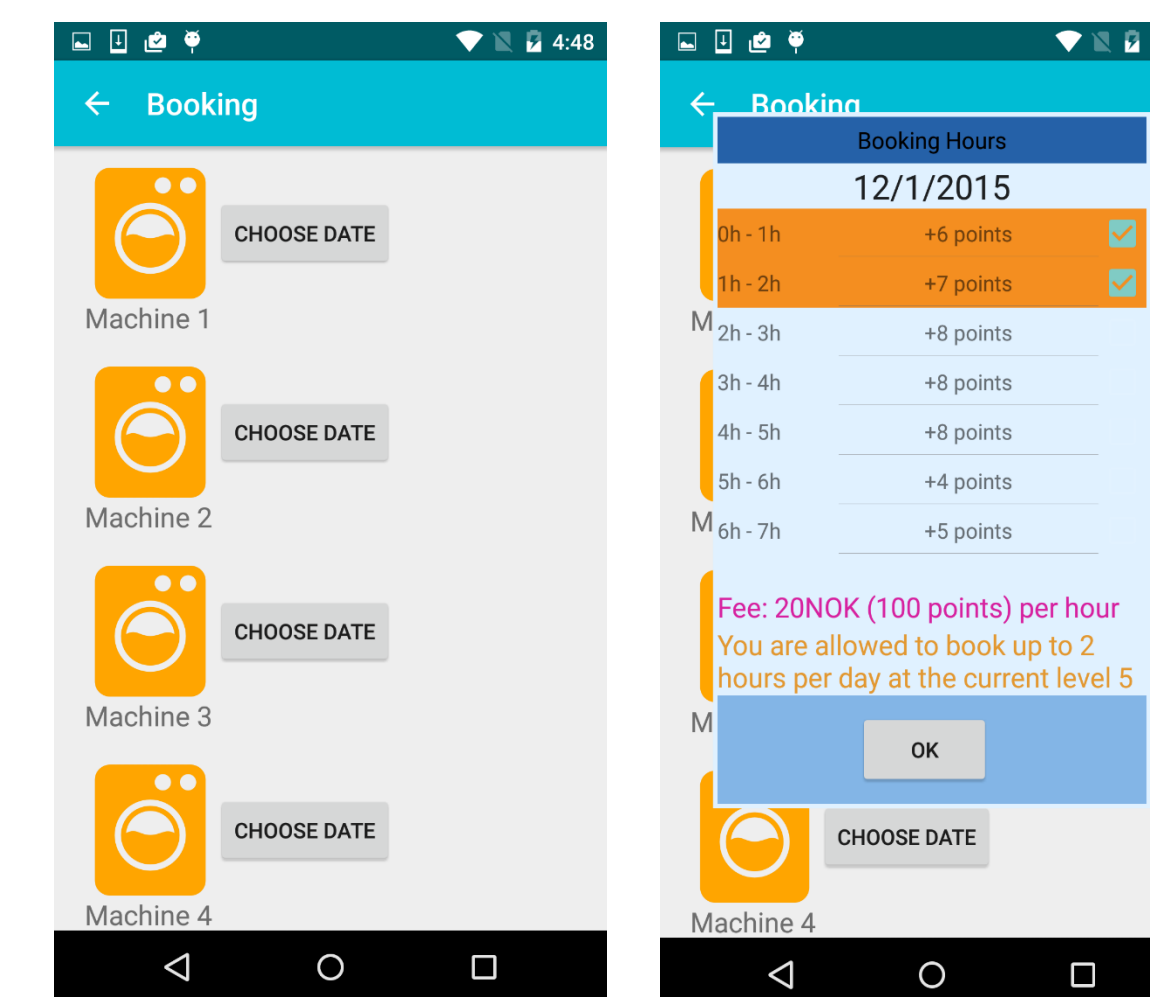 4:48
Booking
CHOOSE DATE
Machine 1
CHOOSE DATE
Machine 2
CHOOSE DATE
Machine 3
CHOOSE DATE
Machine 4
Booking
Booking Hours
12/1/2015
0h - 1h +6 points
1h - 2h +7 points
M
2h - 3h +8 points
3h - 4h +8 points
4h - 5h +8 points
5h - 6h +4 points
M
6h - 7h +5 points
Fee: 20NOK (100 points) per hour
You are allowed to book up to 2
hours per day at the current level 5
M
OK
CHOOSE DATE
Machine 4